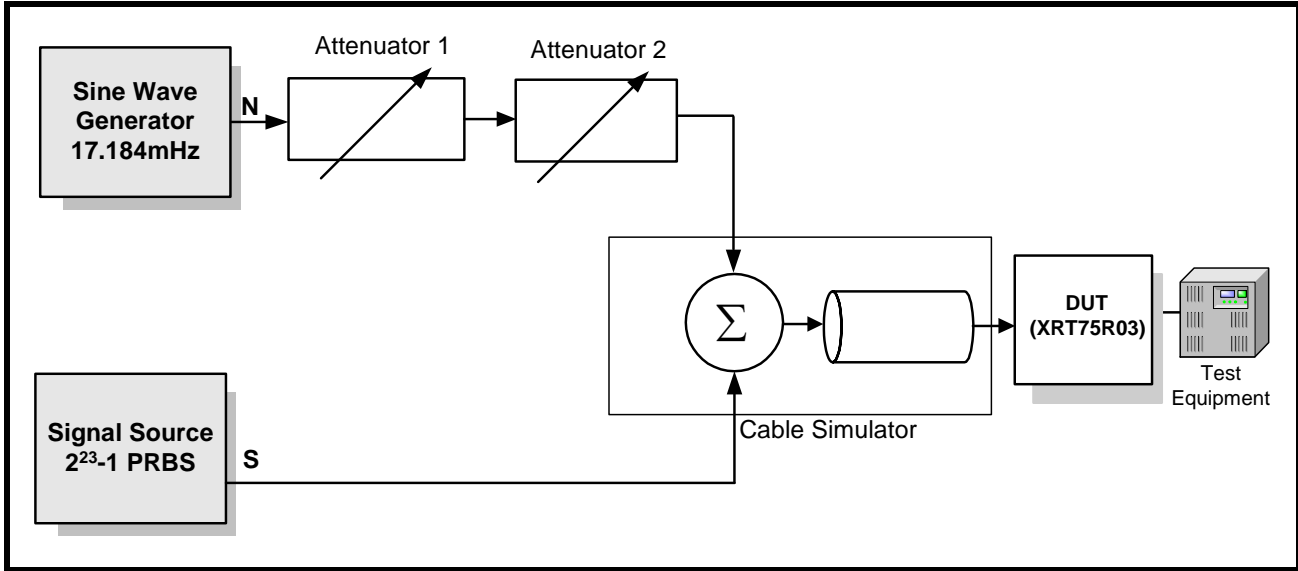 Attenuator 1
Attenuator 2
Sine Wave
Generator
17.184mHz
N
Σ
DUT
(XRT75R03)
Test
Equipment
Cable Simulator
Signal Source
2²³-1 PRBS
S